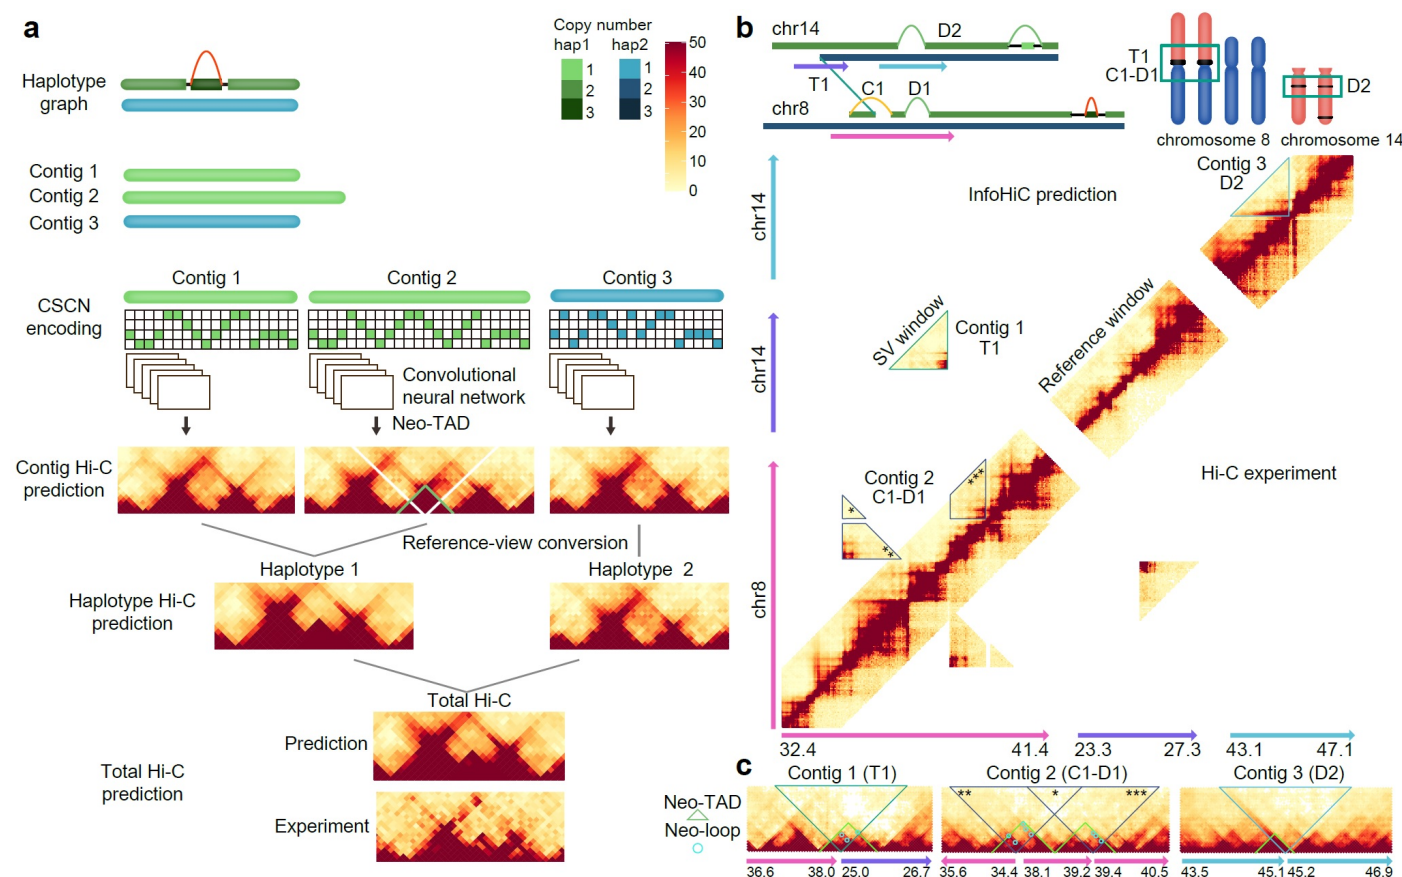 a
Copy number
hap1 hap2
1 1
2 2
3 3
50
40
30
20
10
0
Haplotype
graph
Contig 1
Contig 2
Contig 3
Contig 1 Contig 2 Contig 3
CSCN
encoding
Convolutional
neural network
Neo-TAD
Contig Hi-C
prediction
Reference-view conversion
Haplotype 1 Haplotype 2
Haplotype Hi-C
prediction
Total Hi-C
Prediction
Total Hi-C
prediction
Experiment
b
chr14 D2
T1 C1 D1
chr8
T1
C1-D1
D2
chromosome 8 chromosome 14
InfoHiC prediction
Contig 3
D2
chr14
SV window
Contig 1
T1
Reference window
chr14
Hi-C experiment
Contig 2
C1-D1
*
**
***
chr8
32.4 41.4 23.3 27.3 43.1 47.1
c
Contig 1 (T1) Contig 2 (C1-D1) Contig 3 (D2)
Neo-TAD
Neo-loop
** * ***
36.6 38.0 25.0 26.7 35.6 34.4 38.1 39.2 39.4 40.5 43.5 45.1 45.2 46.9